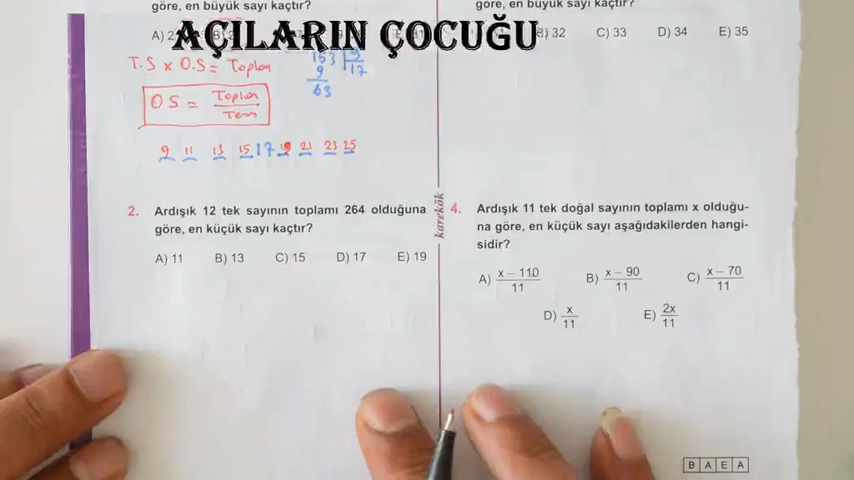 göre, en büyük sayı kaçtır?
AÇILARIN ÇOCUĞU
T.S x O.S = Toplam
O S = Toplam
Terim
153
9
17
63
9 11 13 15 17 19 21 23 25
2. Ardışık 12 tek sayının toplamı 264 olduğuna
göre, en küçük sayı kaçtır?
A) 11 B) 13 C) 15 D) 17 E) 19
karekök
göre, en büyük sayı kaçtır?
B) 32 C) 33 D) 34 E) 35
4. Ardışık 11 tek doğal sayının toplamı x olduğu-
na göre, en küçük sayı aşağıdakilerden hangi-
sidir?
A) x – 110 B) x – 90 C) x – 70
11 11 11
D) x E) 2x
11 11
B A E A